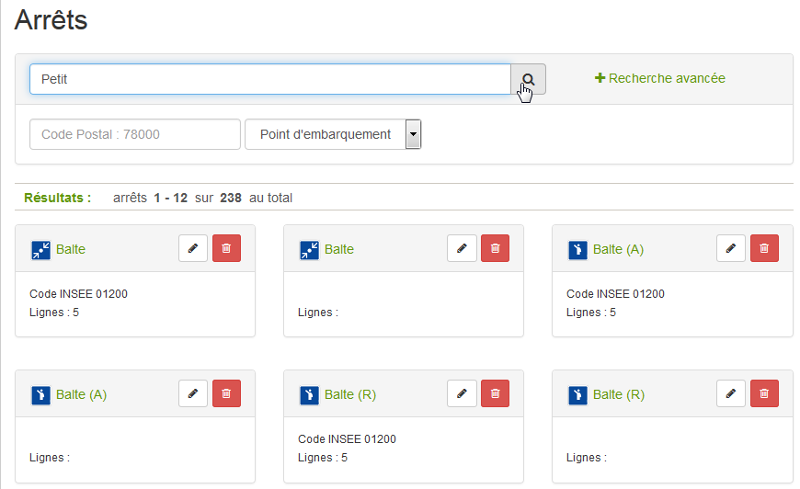 Arrêts
Petit
Recherche avancée
Code Postal : 78000 Point d'embarquement
Résultats : arrêts 1 - 12 sur 238 au total
Balte Balte Balte (A)
Code INSEE 01200 Code INSEE 01200
Lignes : 5 Lignes : Lignes : 5
Balte (A) Balte (R) Balte (R)
Code INSEE 01200
Lignes : Lignes : 5 Lignes :